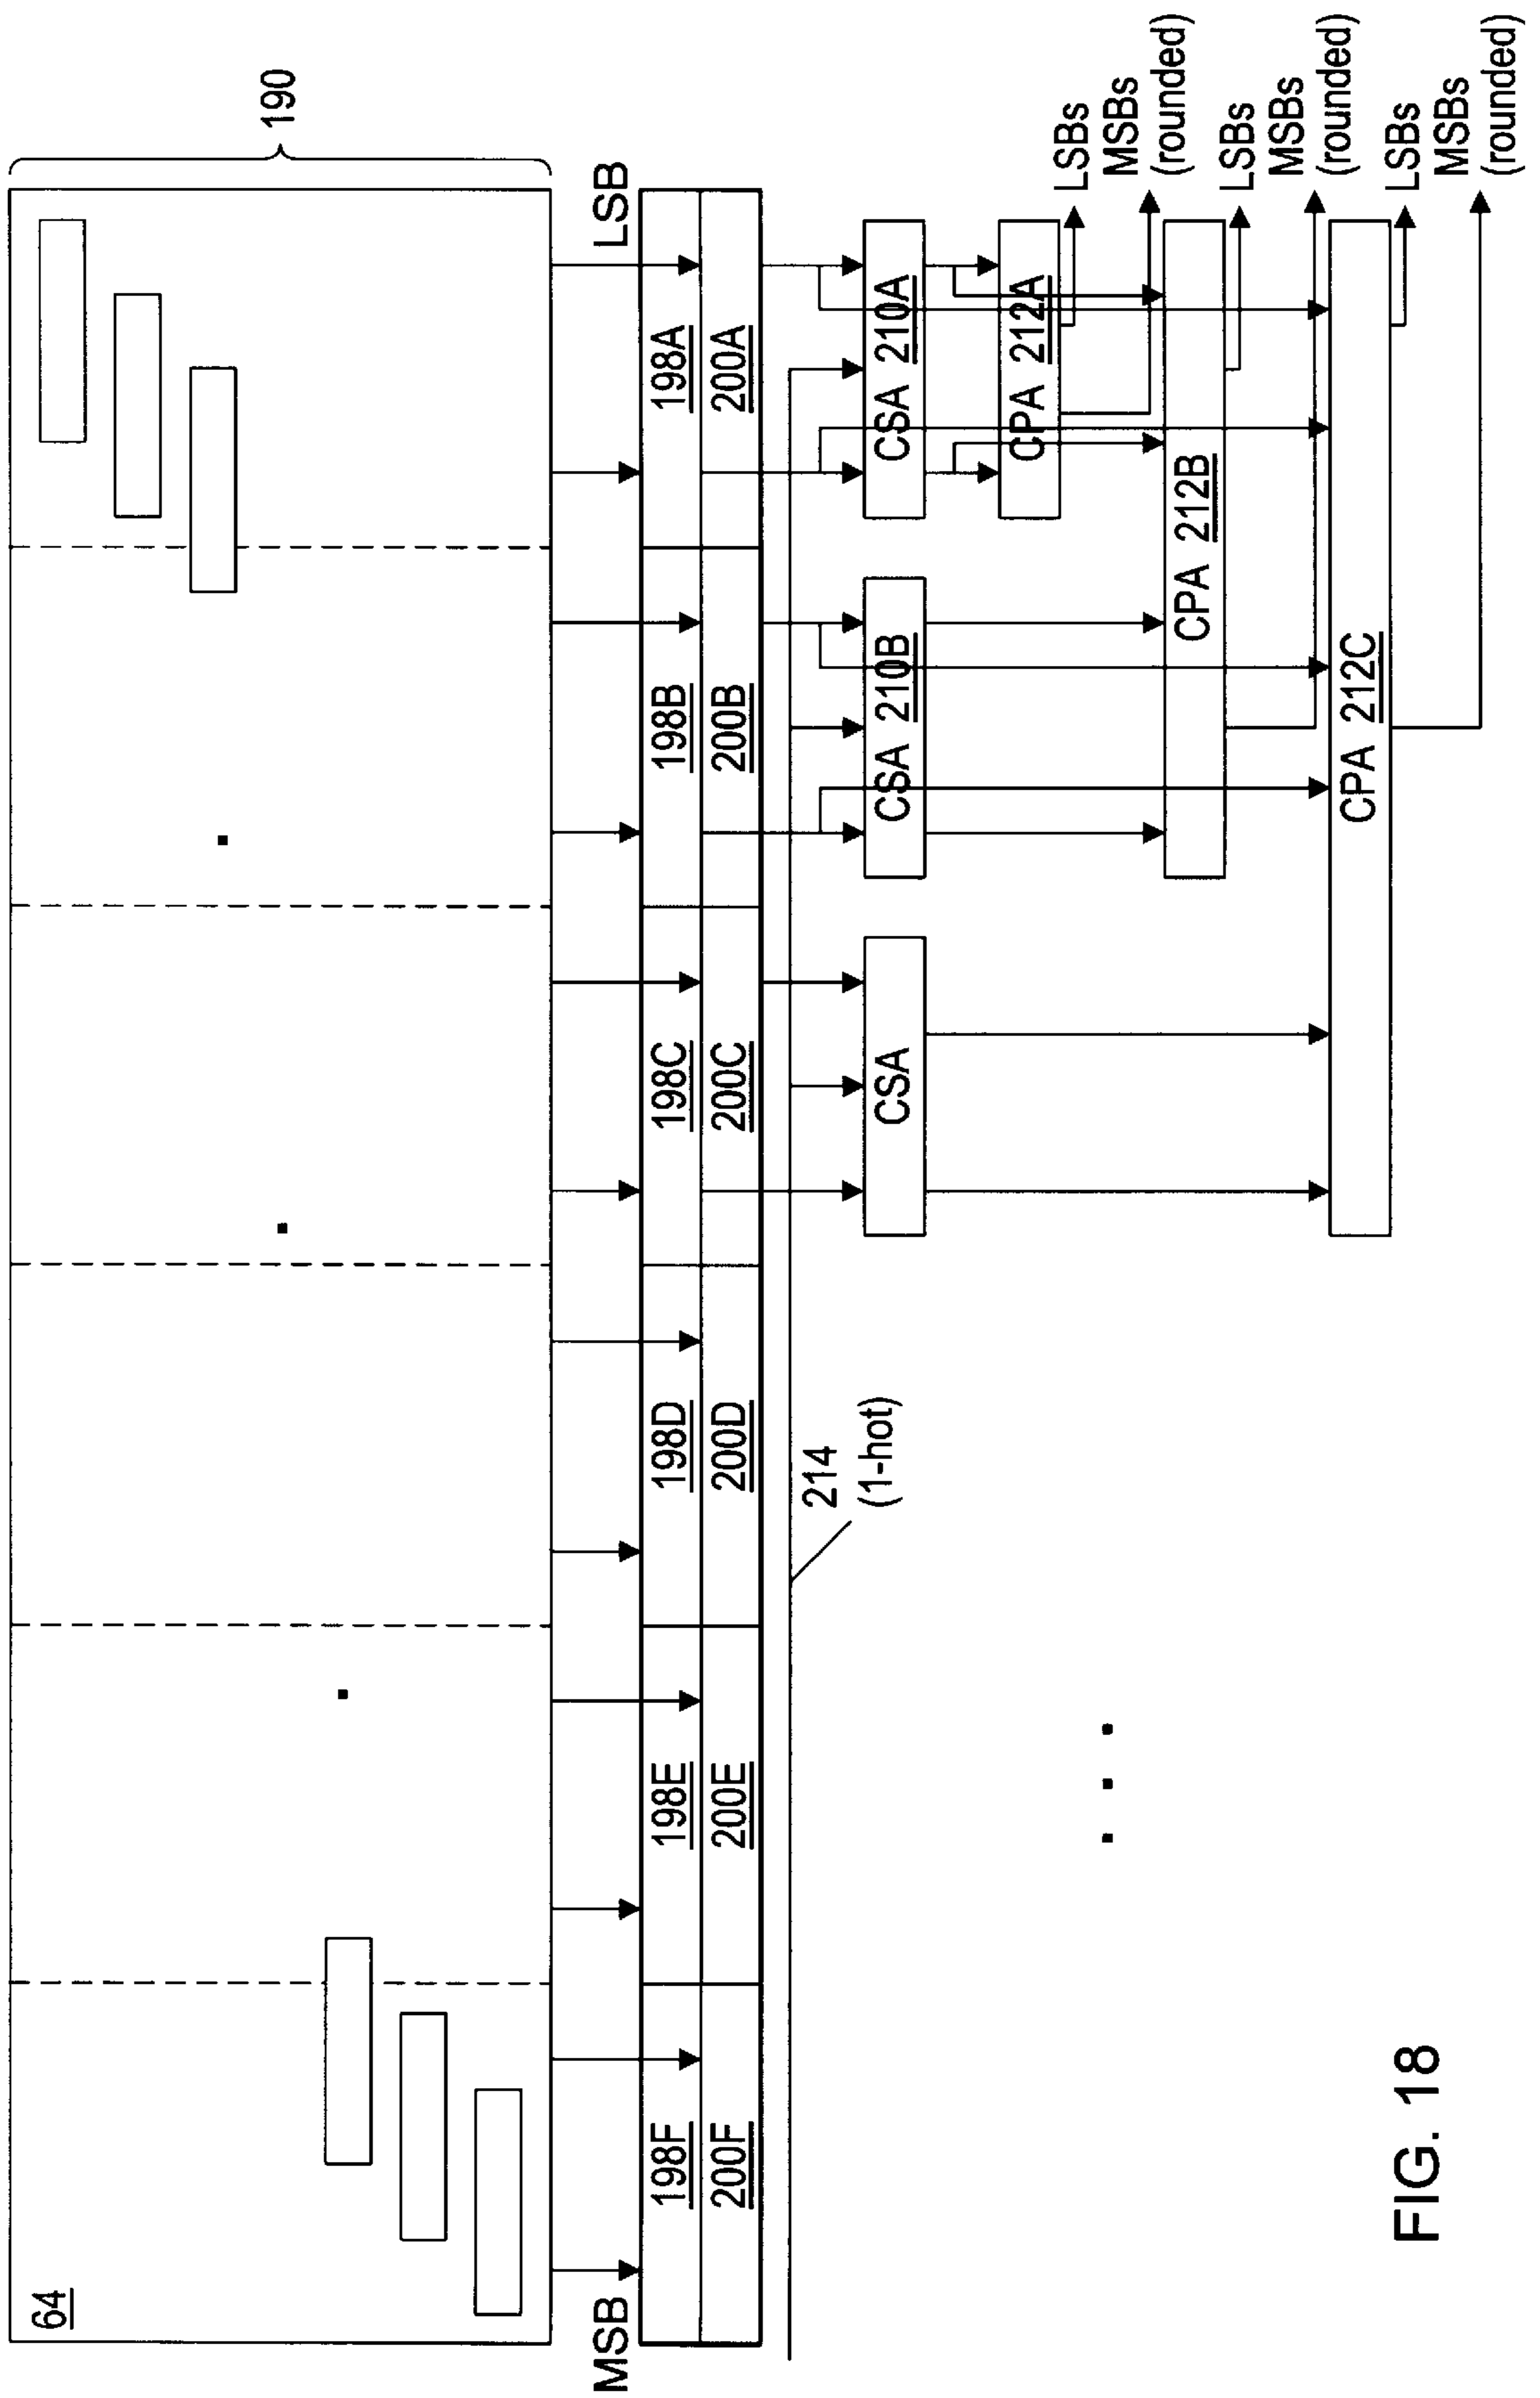 64
190
MSB
LSB
198F
198E
198D
198C
198B
198A
200F
200E
200D
200C
200B
200A
214
(1-hot)
CSA
CSA 210B
CSA 210A
CPA 212A
LSBs
MSBs
(rounded)
CPA 212B
LSBs
MSBs
(rounded)
CPA 212C
LSBs
MSBs
(rounded)
FIG. 18